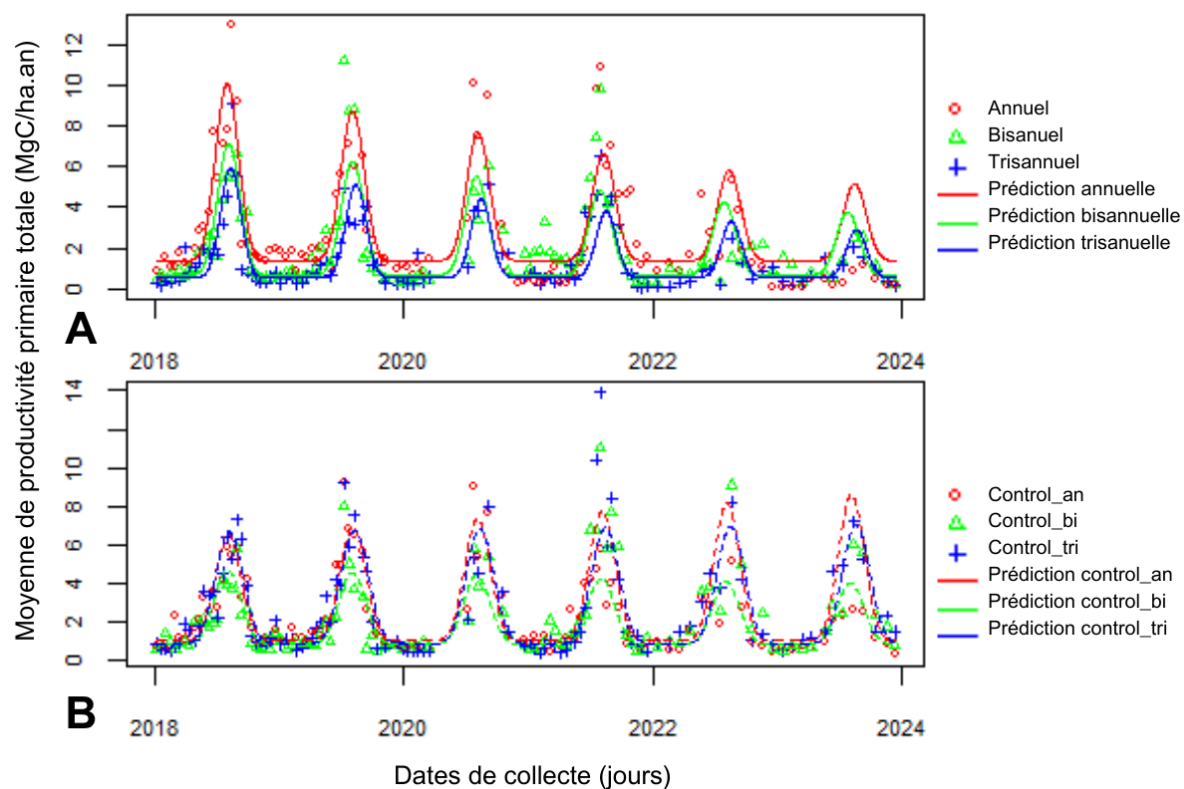 Moyenne de productivité primaire totale (MgC/ha.an)
12
10
8
6
4
2
0
A
2018 2020 2022 2024
Annuel
Bisanuel
Trisannuel
Prédiction annuelle
Prédiction bisannuelle
Prédiction trisanuelle
14
10
8
6
4
2
0
B
2018 2020 2022 2024
Control_an
Control_bi
Control_tri
Prédiction control_an
Prédiction control_bi
Prédiction control_tri
Dates de collecte (jours)